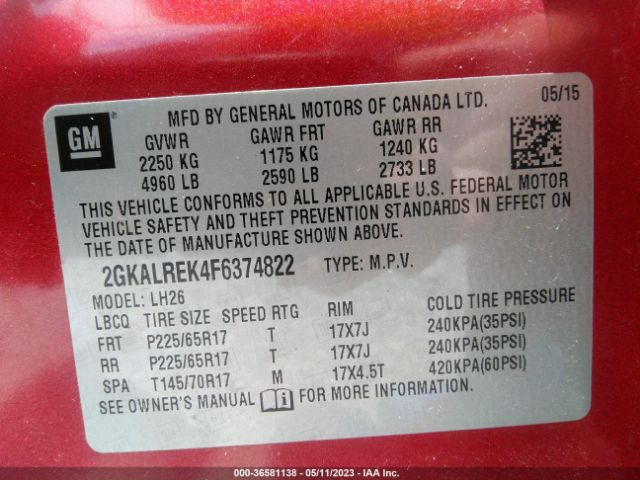 MFD BY GENERAL MOTORS OF CANADA LTD. 05/15
GM
GVWR GAWR FRT GAWR RR
2250 KG 1175 KG 1240 KG
4960 LB 2590 LB 2733 LB
THIS VEHICLE CONFORMS TO ALL APPLICABLE U.S. FEDERAL MOTOR
VEHICLE SAFETY AND THEFT PREVENTION STANDARDS IN EFFECT ON
THE DATE OF MANUFACTURE SHOWN ABOVE.
2GKALREK4F6374822 TYPE: M.P.V.
MODEL: LH26
LBCQ TIRE SIZE SPEED RTG RIM COLD TIRE PRESSURE
FRT P225/65R17 T 17X7J 240KPA(35PSI)
RR P225/65R17 T 17X7J 240KPA(35PSI)
SPA T145/70R17 M 17X4.5T 420KPA(60PSI)
SEE OWNER'S MANUAL FOR MORE INFORMATION.
000-36581138 - 05/11/2023 - IAA Inc.